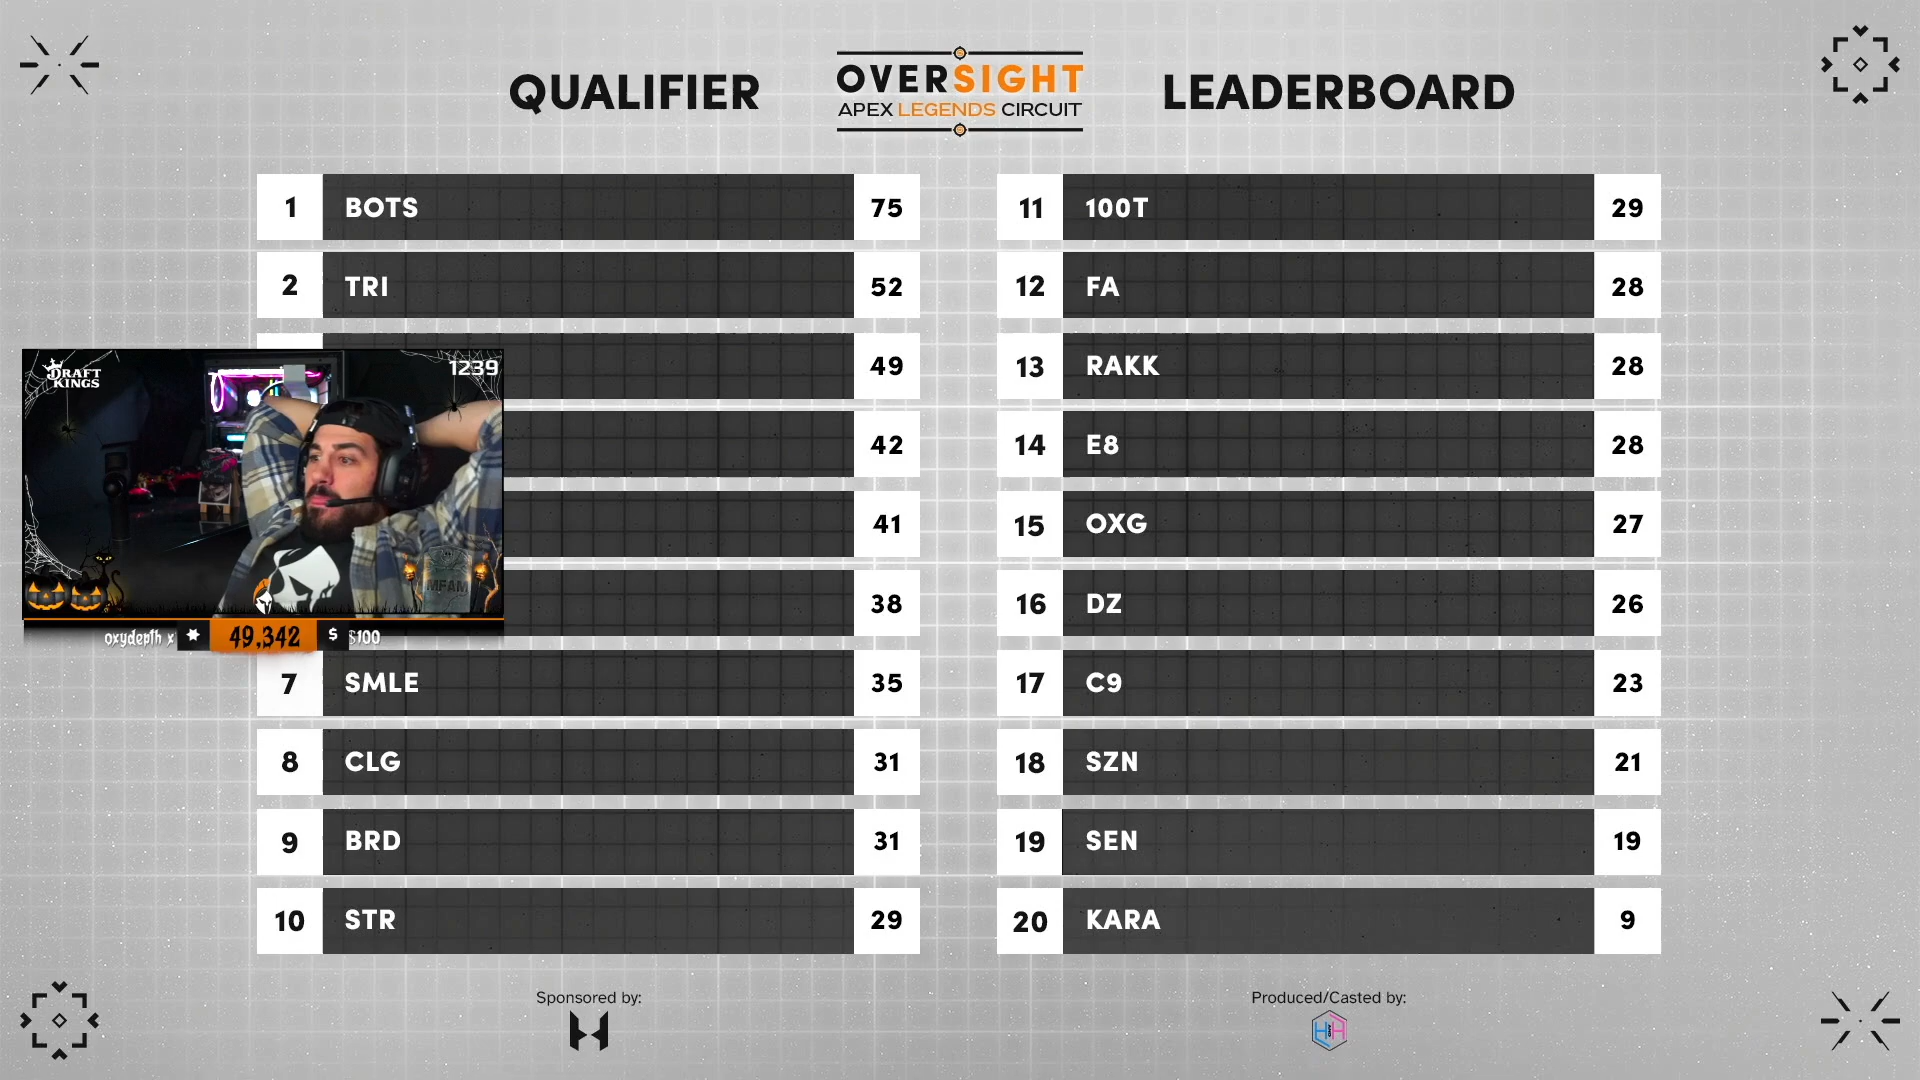 QUALIFIER
OVERSIGHT
APEX LEGENDS CIRCUIT
LEADERBOARD
1 BOTS 75
2 TRI 52
49
42
41
38
7 SMLE 35
8 CLG 31
9 BRD 31
10 STR 29
11 100T 29
12 FA 28
13 RAKK 28
14 E8 28
15 OXG 27
16 DZ 26
17 C9 23
18 SZN 21
19 SEN 19
20 KARA 9
DRAFT
KINGS
1239
MFAM
oxydepth x 49,342 $ $100
Sponsored by:
Produced/Casted by: